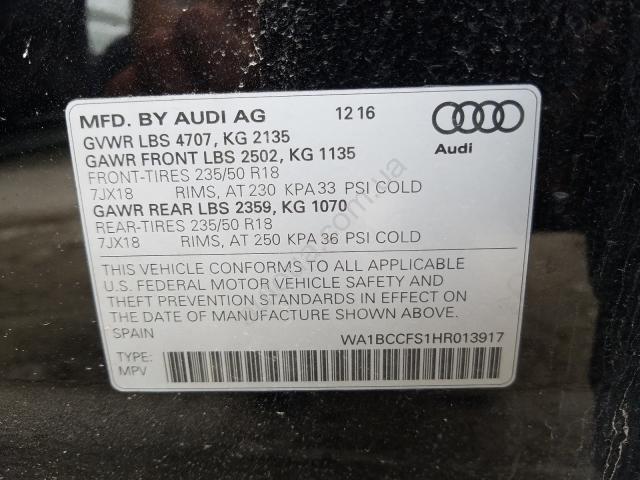 MFD. BY AUDI AG 12 16
GVWR LBS 4707, KG 2135
GAWR FRONT LBS 2502, KG 1135
FRONT-TIRES 235/50 R18
7JX18 RIMS, AT 230 KPA 33 PSI COLD
GAWR REAR LBS 2359, KG 1070
REAR-TIRES 235/50 R18
7JX18 RIMS, AT 250 KPA 36 PSI COLD
Audi
THIS VEHICLE CONFORMS TO ALL APPLICABLE
U.S. FEDERAL MOTOR VEHICLE SAFETY AND
THEFT PREVENTION STANDARDS IN EFFECT ON
THE DATE OF MANUFACTURE SHOWN ABOVE.
SPAIN WA1BCCFS1HR013917
TYPE:
MPV